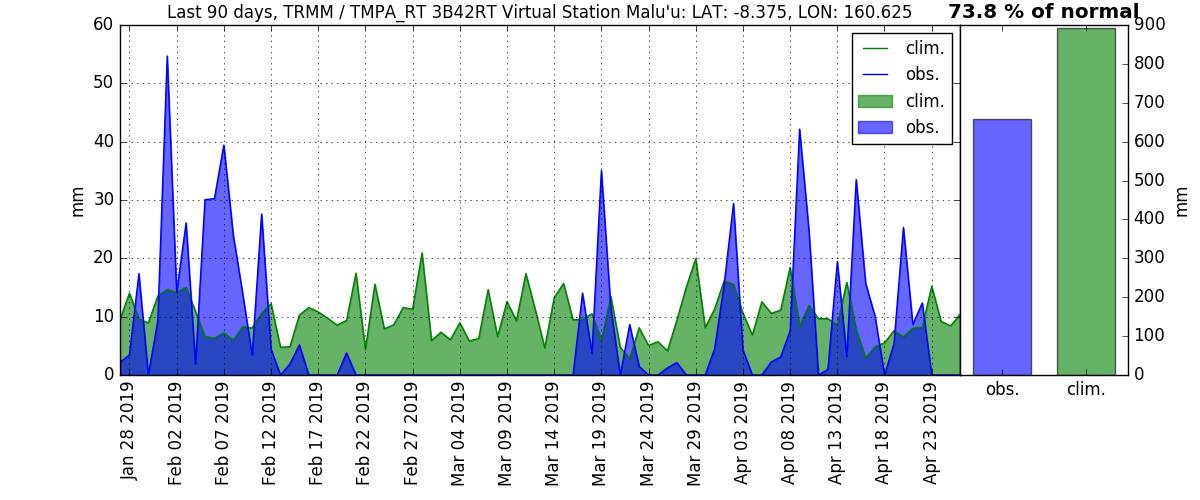 Last 90 days, TRMM / TMPA_RT 3B42RT Virtual Station Malu'u: LAT: -8.375, LON: 160.625
73.8 % of normal
60
50
40
30
20
10
0
mm
clim.
obs.
clim.
obs.
Jan 28 2019
Feb 02 2019
Feb 07 2019
Feb 12 2019
Feb 17 2019
Feb 22 2019
Feb 27 2019
Mar 04 2019
Mar 09 2019
Mar 14 2019
Mar 19 2019
Mar 24 2019
Mar 29 2019
Apr 03 2019
Apr 08 2019
Apr 13 2019
Apr 18 2019
Apr 23 2019
900
800
700
600
500
400
300
200
100
0
mm
obs.
clim.